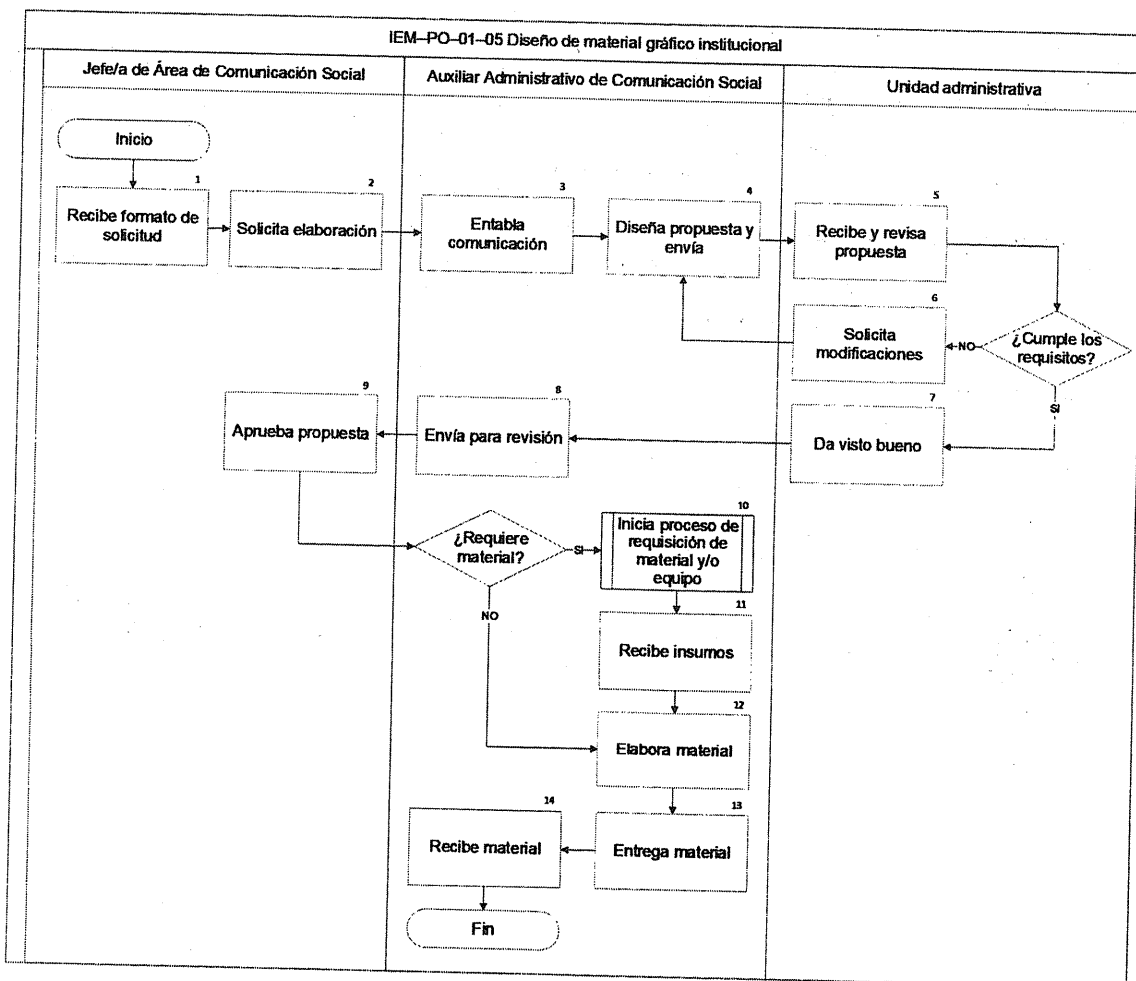 IEM-PO-01-05 Diseño de material gráfico institucional
Jefe/a de Área de Comunicación Social
Auxiliar Administrativo de Comunicación Social
Unidad administrativa
Inicio
1
Recibe formato de
solicitud
2
Solicita elaboración
3
Entabla
comunicación
4
Diseña propuesta y
envía
5
Recibe y revisa
propuesta
¿Cumple los
requisitos?
NO
6
Solicita
modificaciones
SI
7
Da visto bueno
8
Envía para revisión
9
Aprueba propuesta
¿Requiere
material?
SI
10
Inicia proceso de
requisición de
material y/o
equipo
NO
11
Recibe insumos
12
Elabora material
13
Entrega material
14
Recibe material
Fin